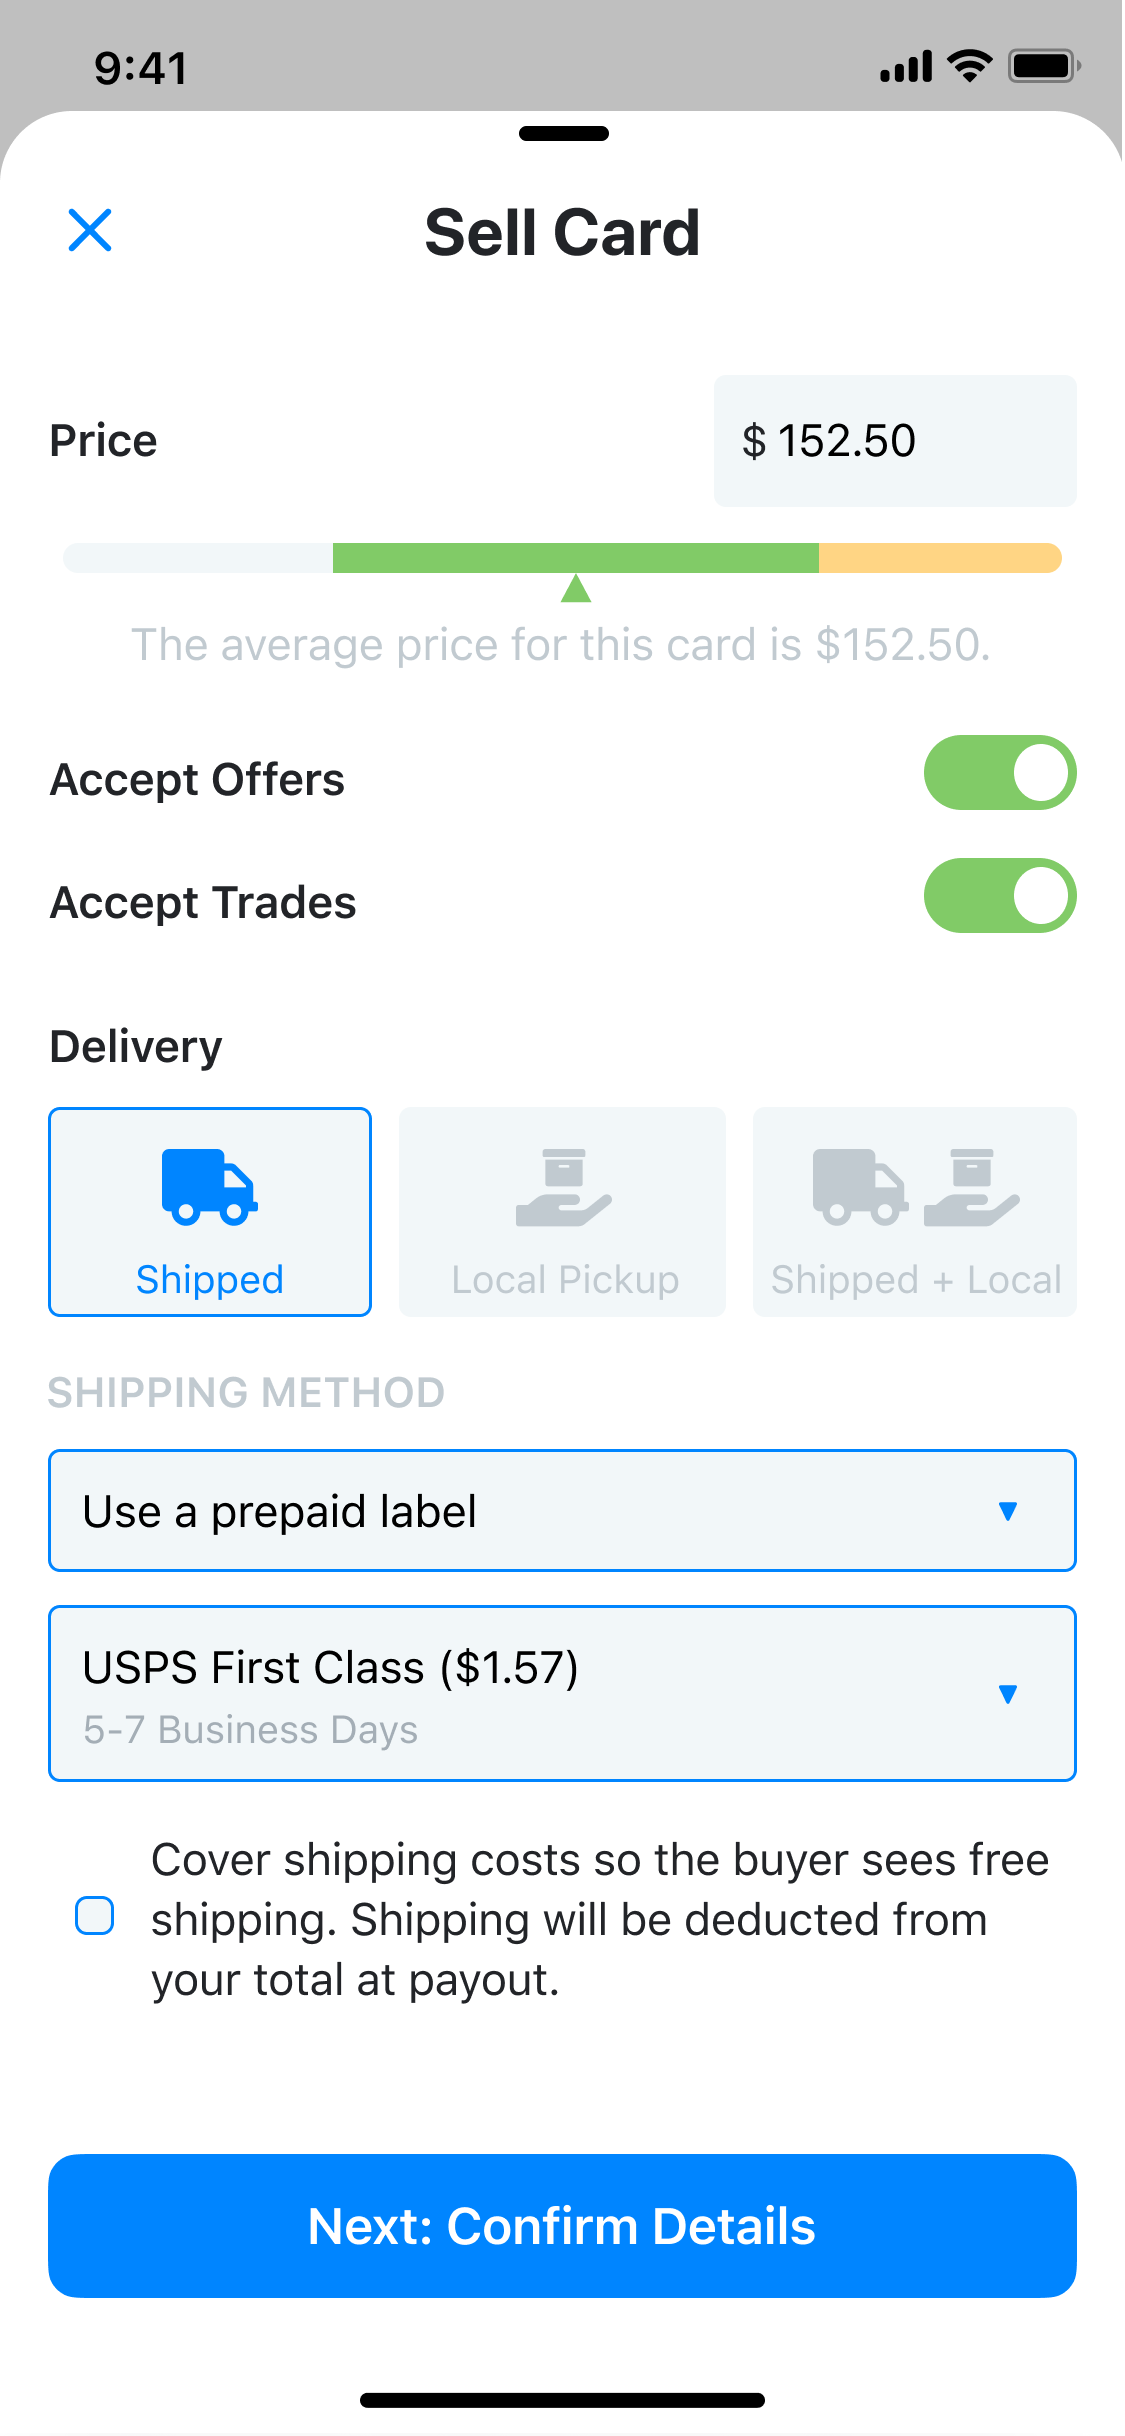 9:41
Sell Card
Price
$ 152.50
The average price for this card is $152.50.
Accept Offers
Accept Trades
Delivery
Shipped
Local Pickup
Shipped + Local
SHIPPING METHOD
Use a prepaid label
USPS First Class ($1.57)
5-7 Business Days
Cover shipping costs so the buyer sees free
shipping. Shipping will be deducted from
your total at payout.
Next: Confirm Details